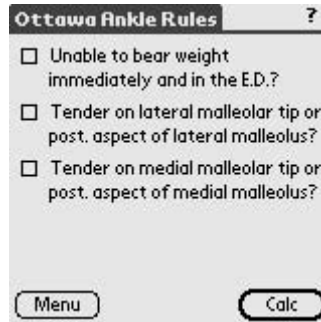 Ottawa Ankle Rules ?
Unable to bear weight
immediately and in the E.D.?
Tender on lateral malleolar tip or
post. aspect of lateral malleolus?
Tender on medial malleolar tip or
post. aspect of medial malleolus?
Menu Calc